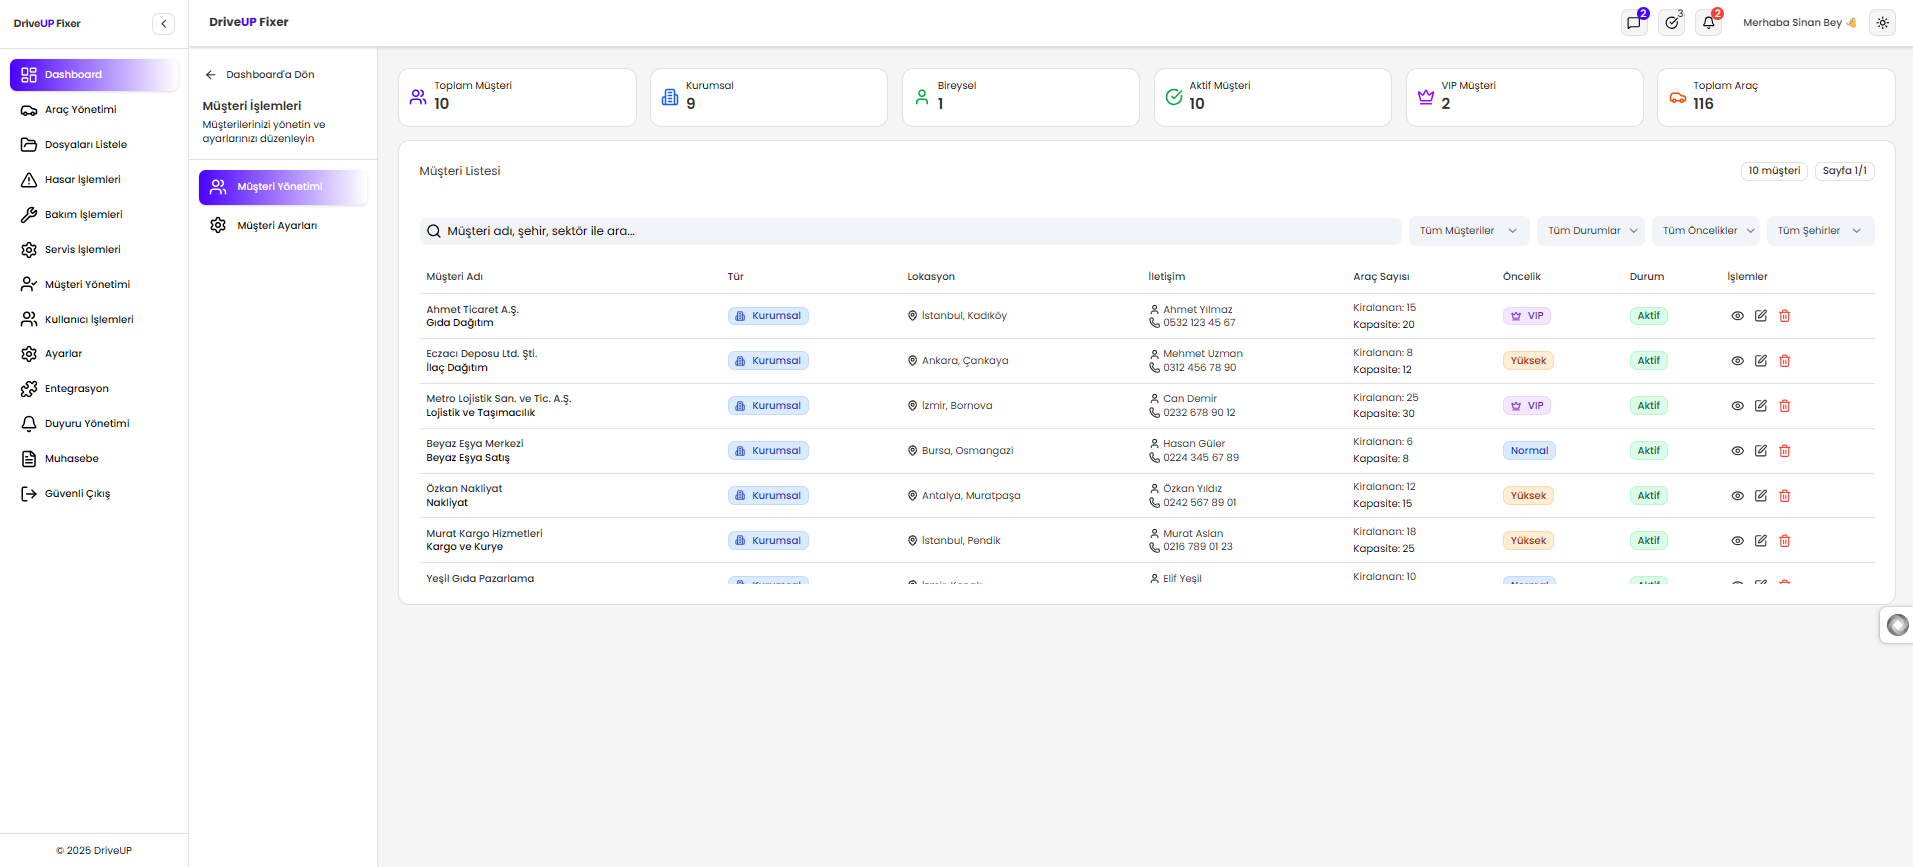 DriveUP Fixer
Dashboard
Araç Yönetimi
Dosyaları Listele
Hasar İşlemleri
Bakım İşlemleri
Servis İşlemleri
Müşteri Yönetimi
Kullanıcı İşlemleri
Ayarlar
Entegrasyon
Duyuru Yönetimi
Muhasebe
Güvenli Çıkış
© 2025 DriveUP
DriveUP Fixer
2
3
2
Merhaba Sinan Bey 👋
Dashboard'a Dön
Müşteri İşlemleri
Müşterilerinizi yönetin ve
ayarlarınızı düzenleyin
Müşteri Yönetimi
Müşteri Ayarları
Toplam Müşteri
10
Kurumsal
9
Bireysel
1
Aktif Müşteri
10
VIP Müşteri
2
Toplam Araç
116
Müşteri Listesi
10 müşteri
Sayfa 1/1
Müşteri adı, şehir, sektör ile ara...
Tüm Müşteriler
Tüm Durumlar
Tüm Öncelikler
Tüm Şehirler
Müşteri Adı Tür Lokasyon İletişim Araç Sayısı Öncelik Durum İşlemler
Ahmet Ticaret A.Ş.
Gıda Dağıtım
Kurumsal
İstanbul, Kadıköy
Ahmet Yılmaz
0532 123 45 67
Kiralanan: 15
Kapasite: 20
VIP
Aktif
Eczacı Deposu Ltd. Şti.
İlaç Dağıtım
Kurumsal
Ankara, Çankaya
Mehmet Uzman
0312 456 78 90
Kiralanan: 8
Kapasite: 12
Yüksek
Aktif
Metro Lojistik San. ve Tic. A.Ş.
Lojistik ve Taşımacılık
Kurumsal
İzmir, Bornova
Can Demir
0232 678 90 12
Kiralanan: 25
Kapasite: 30
VIP
Aktif
Beyaz Eşya Merkezi
Beyaz Eşya Satış
Kurumsal
Bursa, Osmangazi
Hasan Güler
0224 345 67 89
Kiralanan: 6
Kapasite: 8
Normal
Aktif
Özkan Nakliyat
Nakliyat
Kurumsal
Antalya, Muratpaşa
Özkan Yıldız
0242 567 89 01
Kiralanan: 12
Kapasite: 15
Yüksek
Aktif
Murat Kargo Hizmetleri
Kargo ve Kurye
Kurumsal
İstanbul, Pendik
Murat Aslan
0216 789 01 23
Kiralanan: 18
Kapasite: 25
Yüksek
Aktif
Yeşil Gıda Pazarlama
Elif Yeşil
Kiralanan: 10